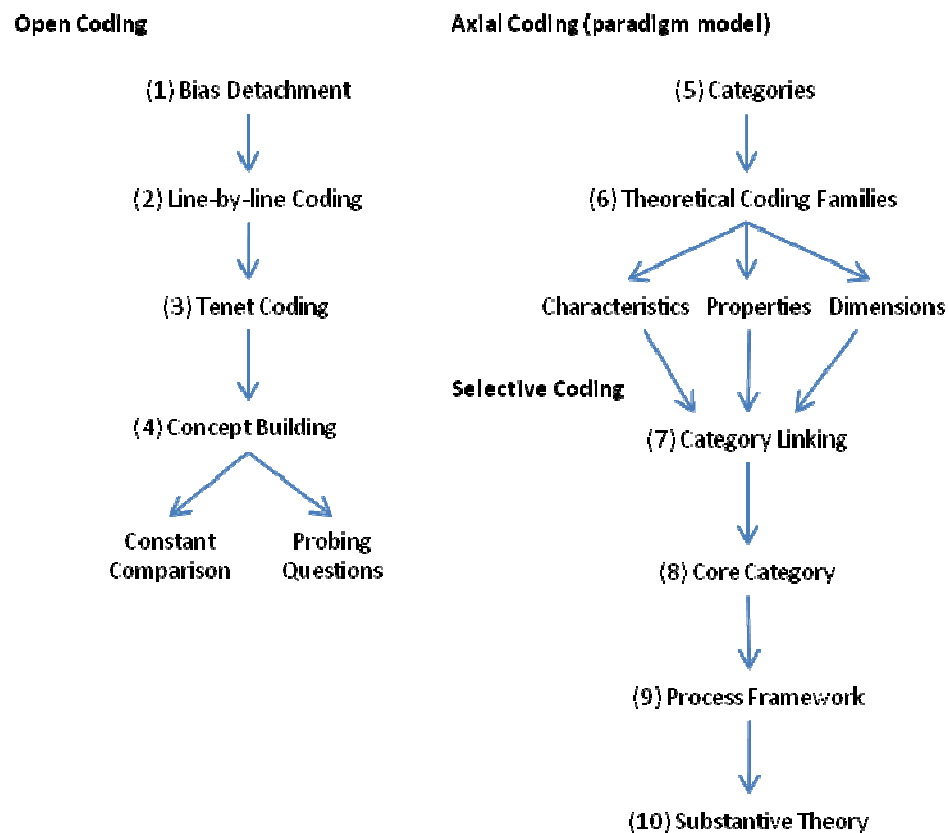 Open Coding
(1) Bias Detachment
(2) Line-by-line Coding
(3) Tenet Coding
(4) Concept Building
Constant
Comparison
Probing
Questions
Axial Coding (paradigm model)
(5) Categories
(6) Theoretical Coding Families
Characteristics Properties Dimensions
Selective Coding
(7) Category Linking
(8) Core Category
(9) Process Framework
(10) Substantive Theory